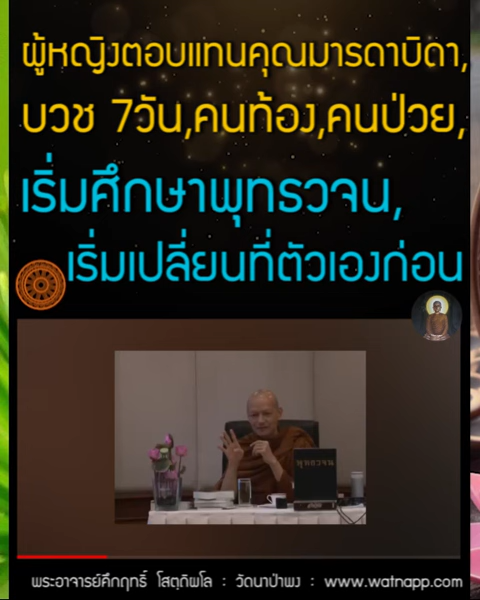 ผู้หญิงตอบแทนคุณมารดาบิดา,
บวช 7วัน,คนท้อง,คนป่วย,
เริ่มศึกษาพุทธวจน,
เริ่มเปลี่ยนที่ตัวเองก่อน
พุทธวจน
พระอาจารย์คึกฤทธิ์ โสตฺถิผโล : วัดนาป่าพง : www.watnapp.com